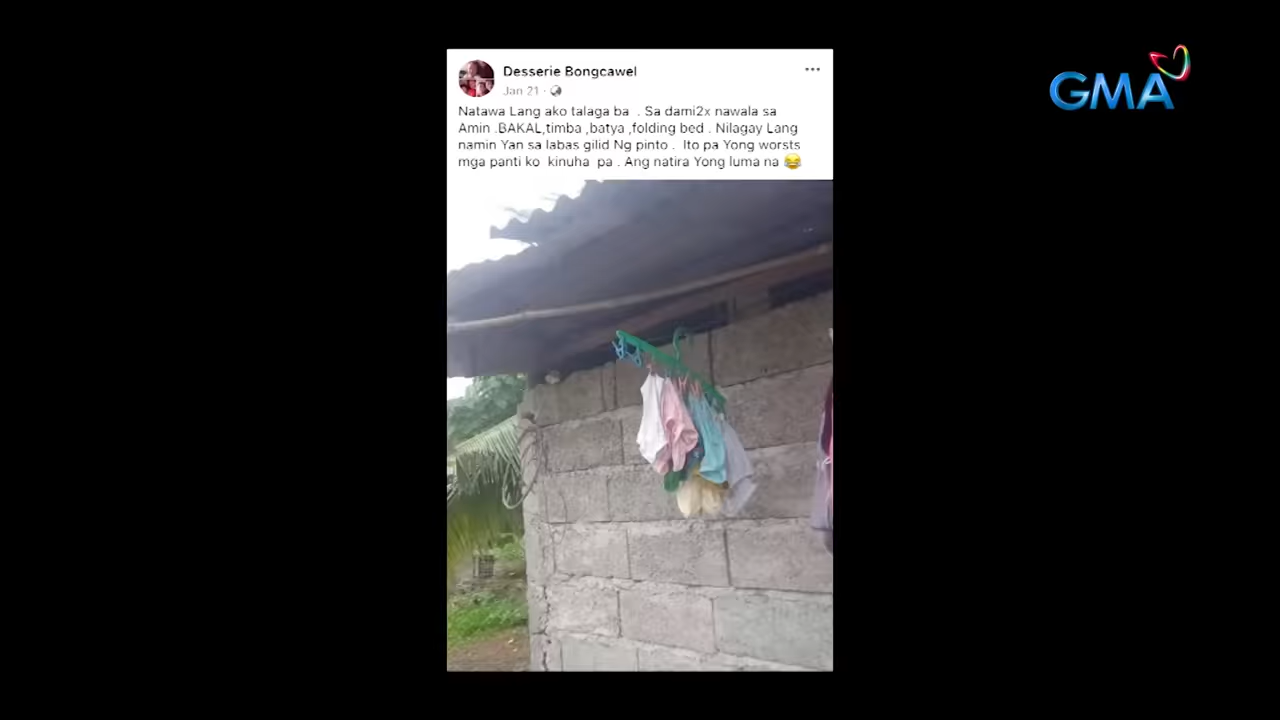 GMA
Desserie Bongcawel
Jan 21 ·
Natawa Lang ako talaga ba . Sa dami2x nawala sa
Amin .BAKAL,timba ,batya ,folding bed . Nilagay Lang
namin Yan sa labas gilid Ng pinto . Ito pa Yong worsts
mga panti ko kinuha pa . Ang natira Yong luma na 😂